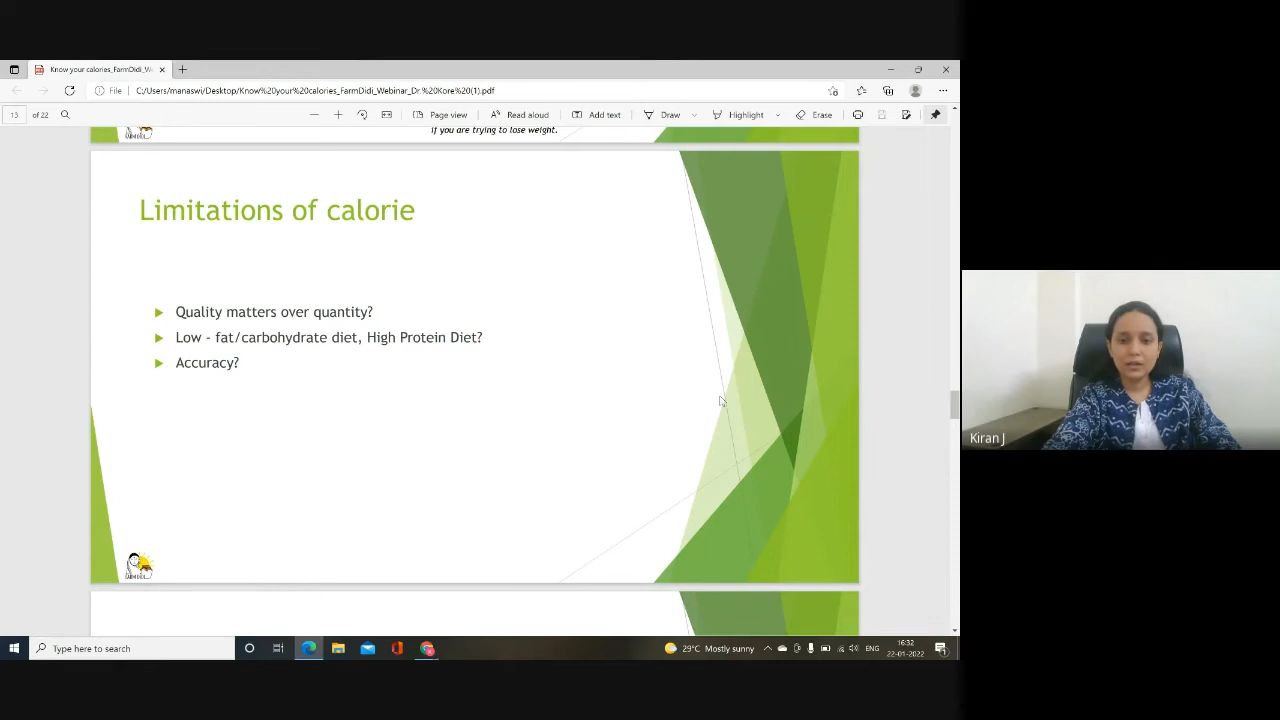 Know your calories_FarmDidi_W
File
C:/Users/manaswi/Desktop/Know%20your%20calories_FarmDidi_Webinar_Dr.%20Kore%20(1).pdf
13 of 22
Page view
Read aloud
Add text
Draw
Highlight
Erase
if you are trying to lose weight.
Limitations of calorie
Quality matters over quantity?
Low - fat/carbohydrate diet, High Protein Diet?
Accuracy?
FARM DIDI
Kiran J
Type here to search
29°C Mostly sunny
ENG
16:32
22-01-2022